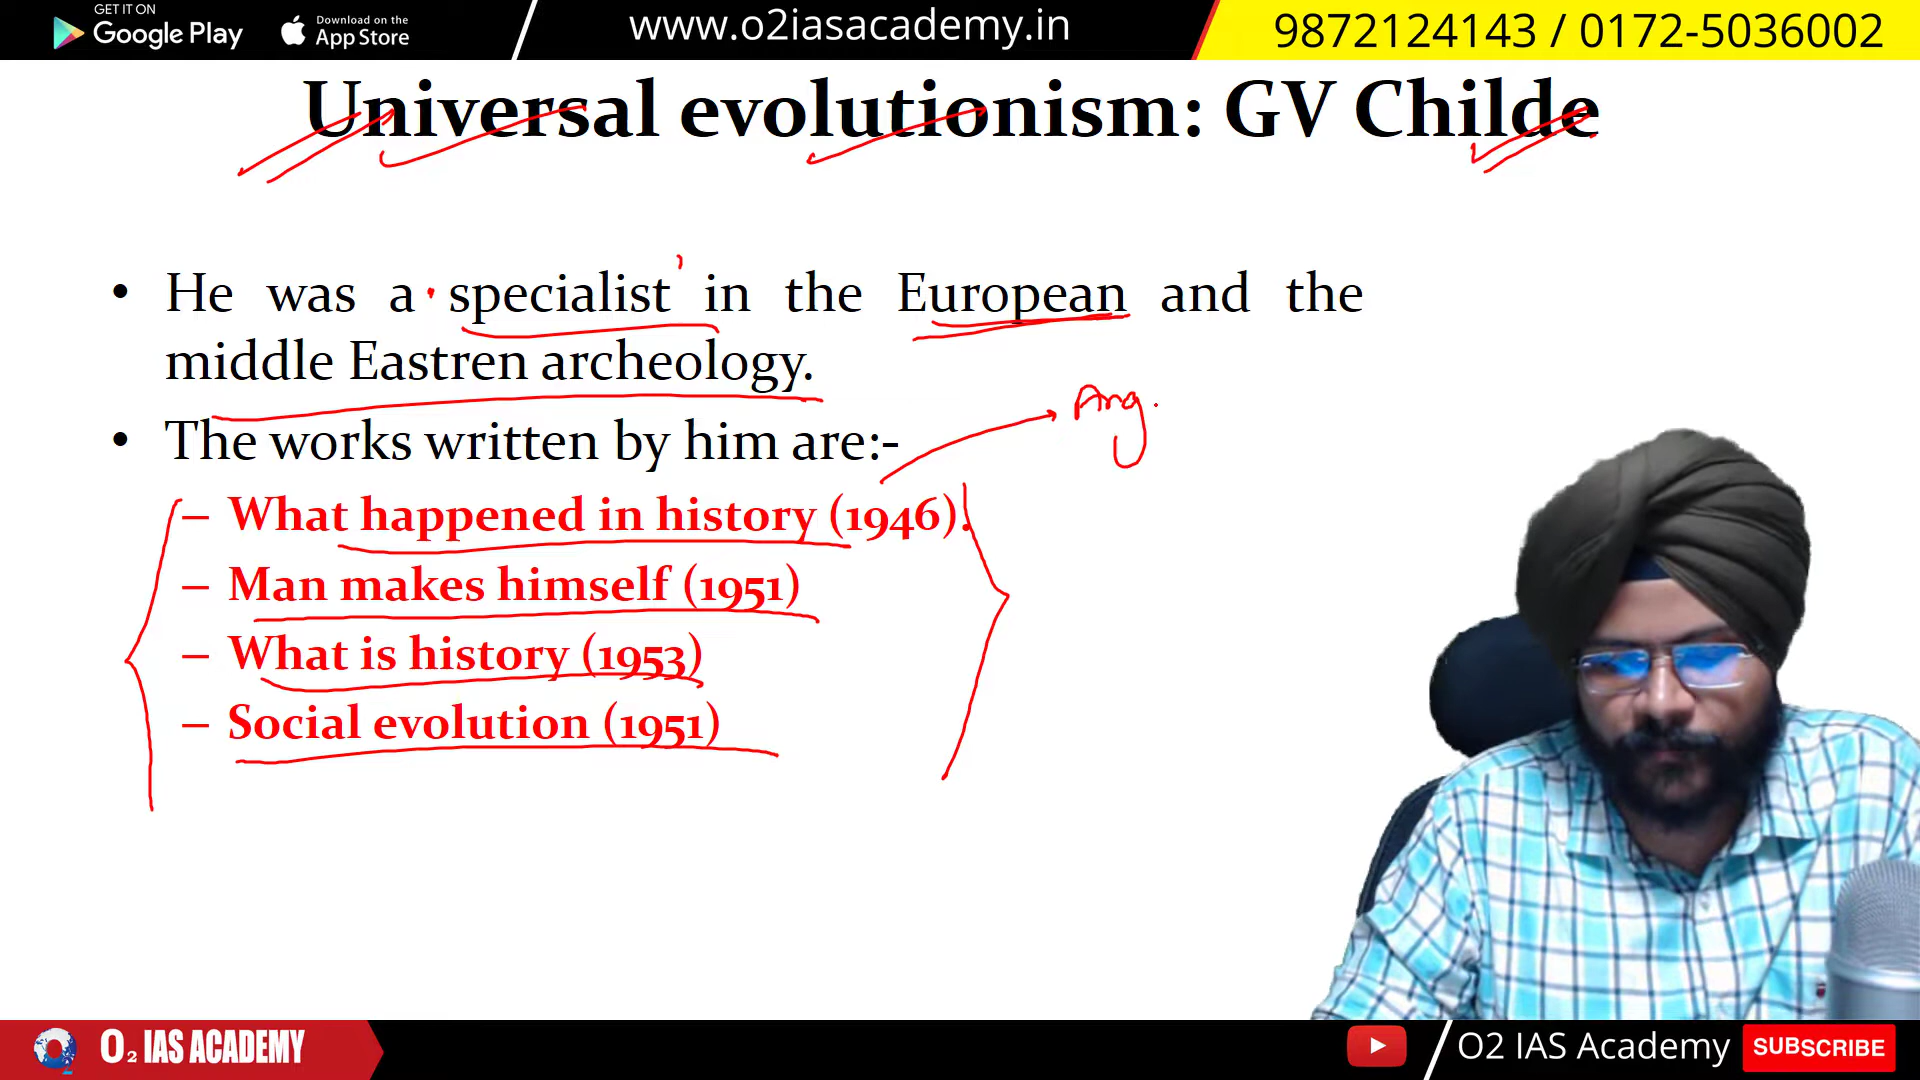 GET IT ON
Google Play
Download on the
App Store
www.o2iasacademy.in
9872124143 / 0172-5036002
Universal evolutionism: GV Childe
• He was a specialist in the European and the
middle Eastren archeology.
Arg.
• The works written by him are:-
– What happened in history (1946).
– Man makes himself (1951)
– What is history (1953)
– Social evolution (1951)
O2 IAS ACADEMY
O2 IAS Academy
SUBSCRIBE